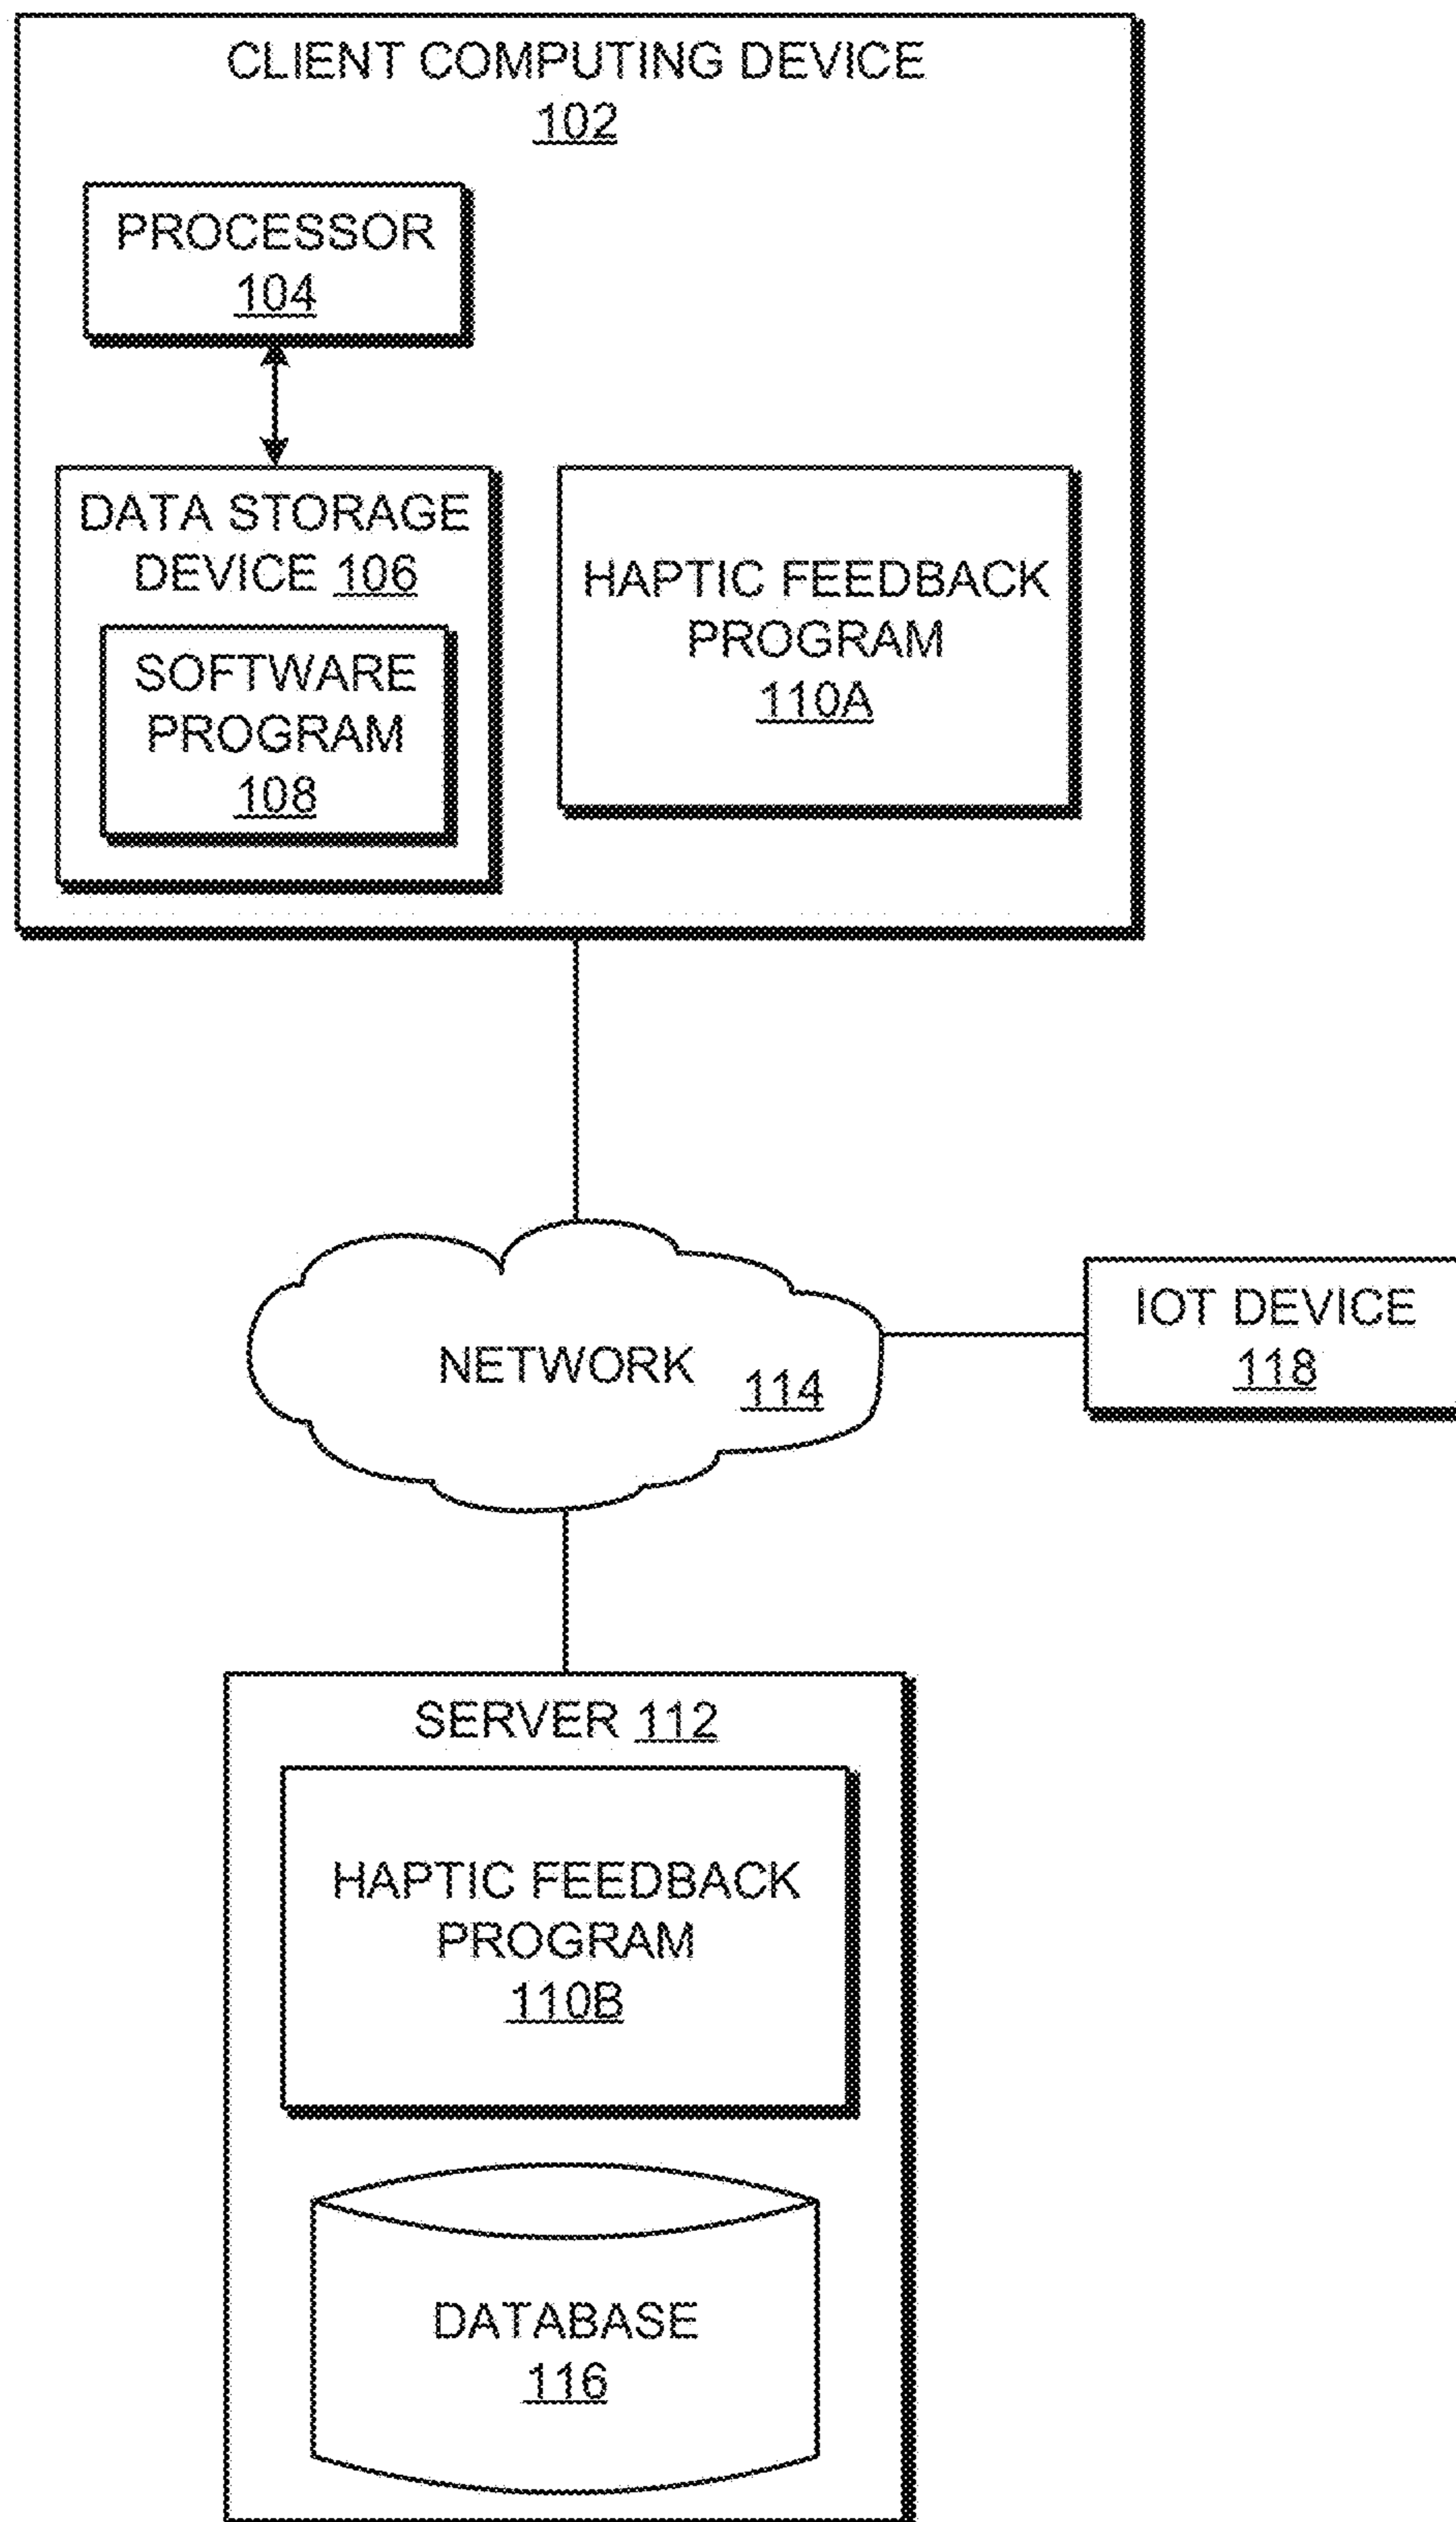 CLIENT COMPUTING DEVICE
102
PROCESSOR
104
DATA STORAGE
DEVICE 106
SOFTWARE
PROGRAM
108
HAPTIC FEEDBACK
PROGRAM
110A
NETWORK 114
IOT DEVICE
118
SERVER 112
HAPTIC FEEDBACK
PROGRAM
110B
DATABASE
116